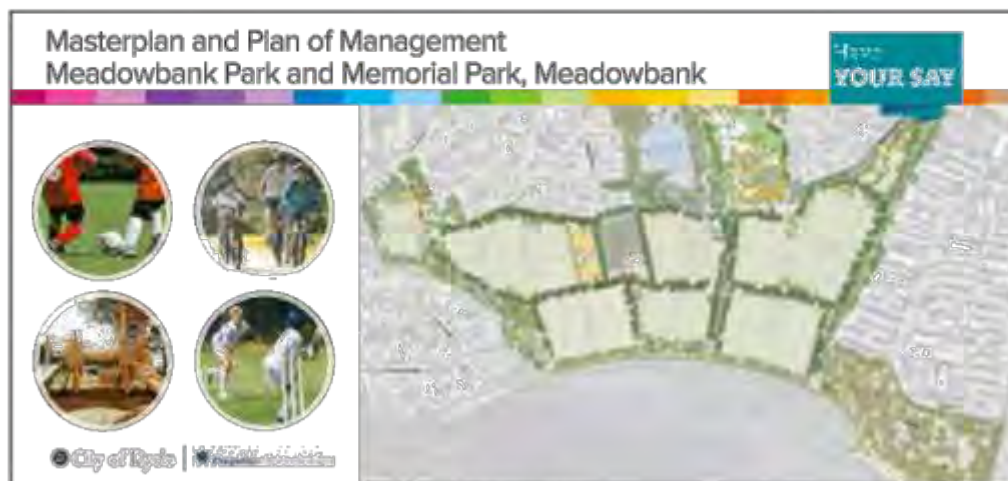 Masterplan and Plan of Management
Meadowbank Park and Memorial Park, Meadowbank
YOUR SAY
City of Ryde